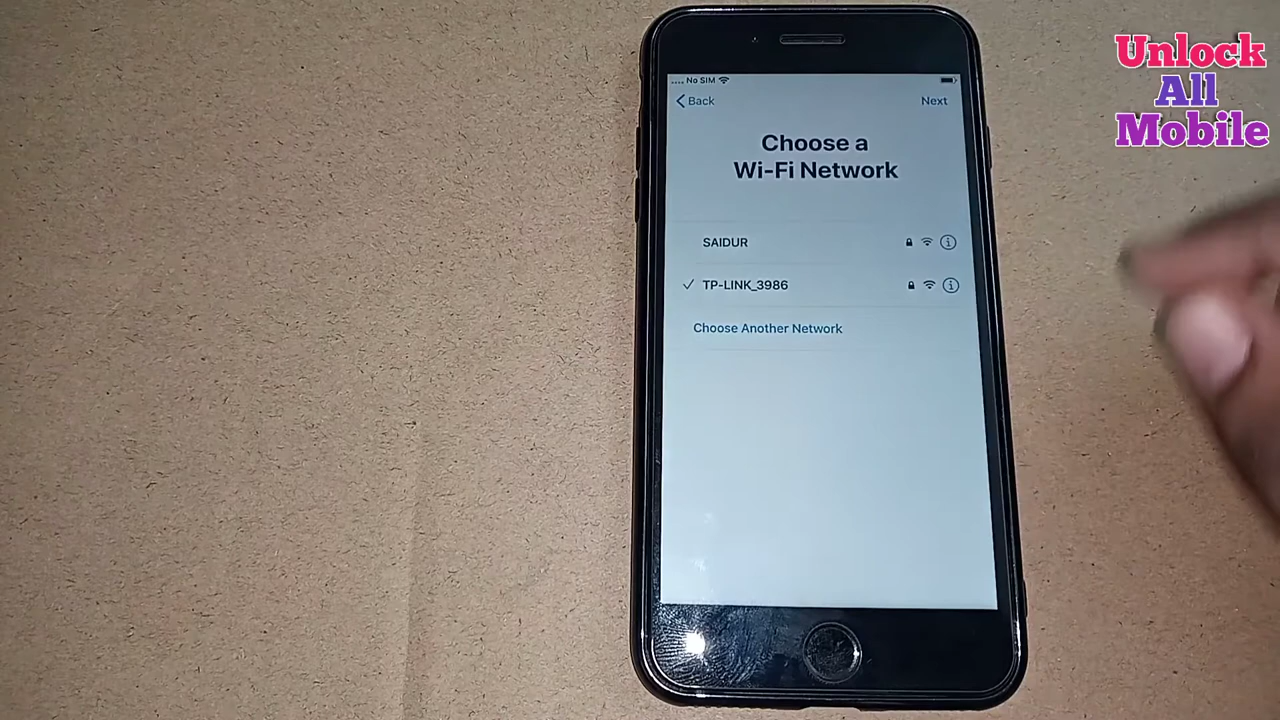 No SIM
Back
Next
Choose a
Wi-Fi Network
SAIDUR
TP-LINK_3986
Choose Another Network
Unlock
All
Mobile